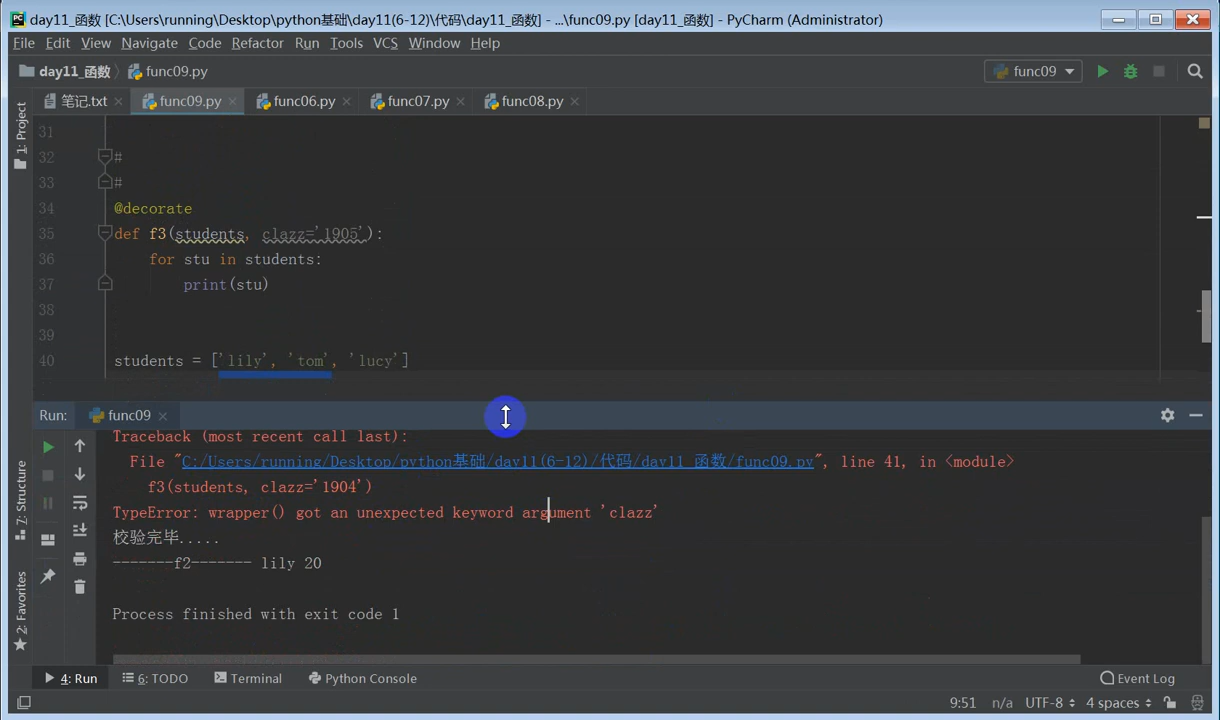 day11_函数 [C:\Users\running\Desktop\python基础\day11(6-12)\代码\day11_函数] - ...\func09.py [day11_函数] - PyCharm (Administrator)
File Edit View Navigate Code Refactor Run Tools VCS Window Help
day11_函数 func09.py func09
笔记.txt func09.py func06.py func07.py func08.py
1: Project
31
32 #
33 #
34 @decorate
35 def f3(students, clazz='1905'):
36 for stu in students:
37 print(stu)
38
39
40 students = ['lily', 'tom', 'lucy']
Run: func09
Traceback (most recent call last):
File "C:/Users/running/Desktop/python基础/day11(6-12)/代码/day11_函数/func09.py", line 41, in <module>
f3(students, clazz='1904')
TypeError: wrapper() got an unexpected keyword argument 'clazz'
校验完毕.....
-------f2------- lily 20
Process finished with exit code 1
7: Structure
2: Favorites
4: Run 6: TODO Terminal Python Console Event Log
9:51 n/a UTF-8 4 spaces